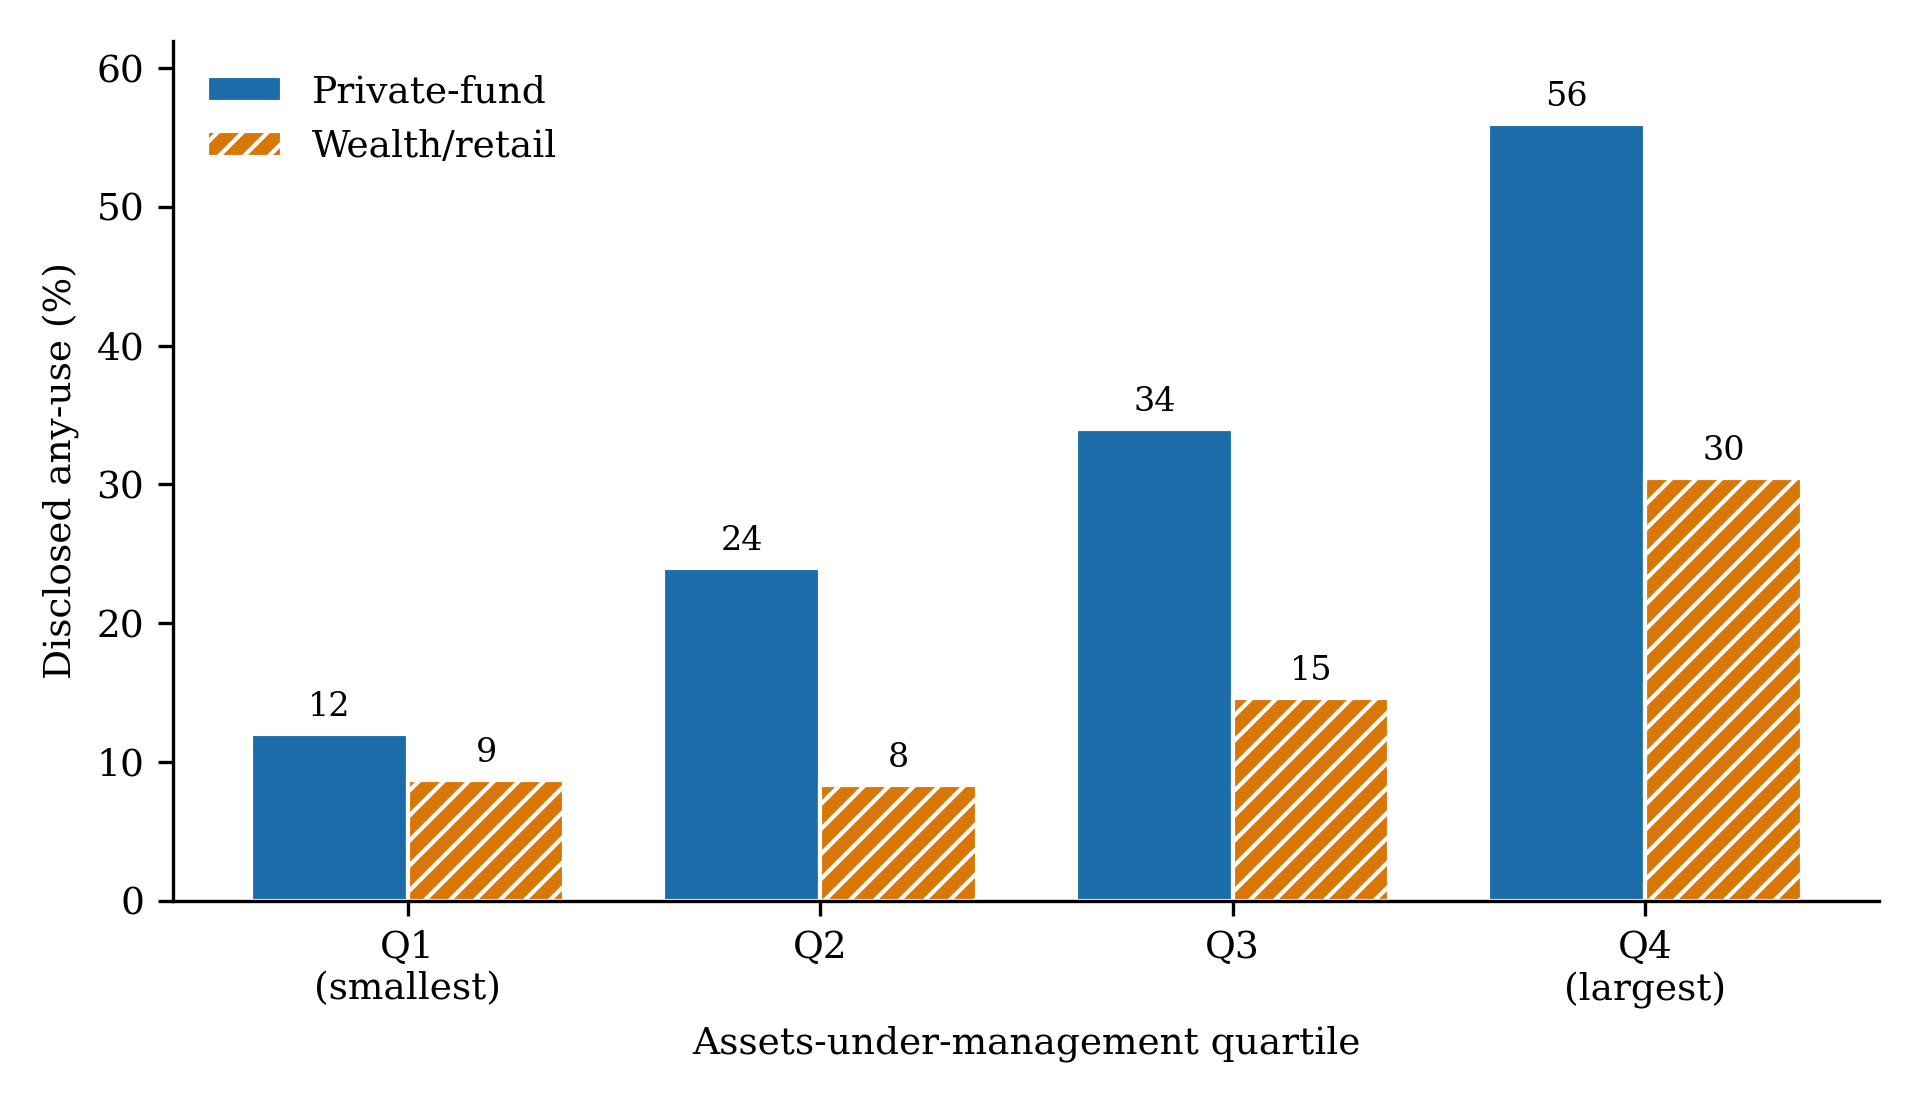 Private-fund
Wealth/retail
Disclosed any-use (%)
60
50
40
30
20
10
0
12
9
24
8
34
15
56
30
Q1
(smallest)
Q2
Q3
Q4
(largest)
Assets-under-management quartile